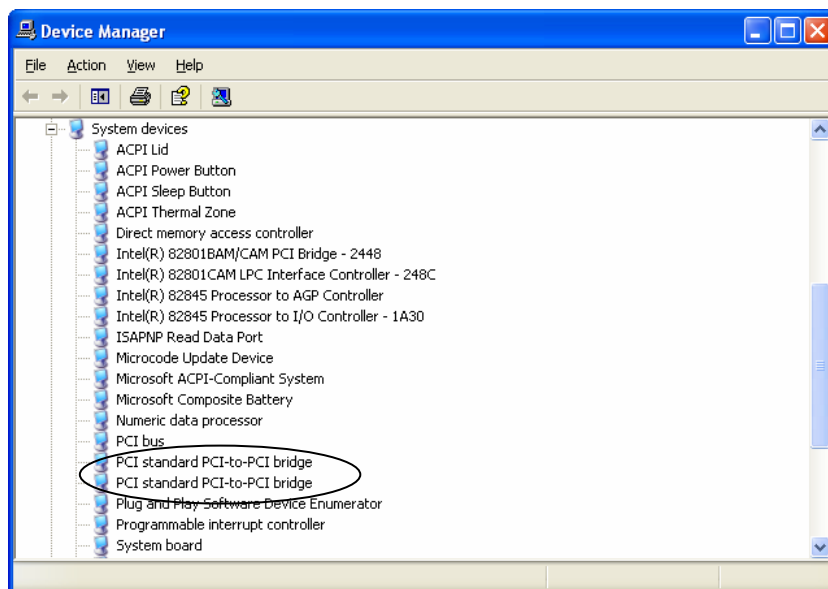 Device Manager
File Action View Help
System devices
ACPI Lid
ACPI Power Button
ACPI Sleep Button
ACPI Thermal Zone
Direct memory access controller
Intel(R) 82801BAM/CAM PCI Bridge - 2448
Intel(R) 82801CAM LPC Interface Controller - 248C
Intel(R) 82845 Processor to AGP Controller
Intel(R) 82845 Processor to I/O Controller - 1A30
ISAPNP Read Data Port
Microcode Update Device
Microsoft ACPI-Compliant System
Microsoft Composite Battery
Numeric data processor
PCI bus
PCI standard PCI-to-PCI bridge
PCI standard PCI-to-PCI bridge
Plug and Play Software Device Enumerator
Programmable interrupt controller
System board